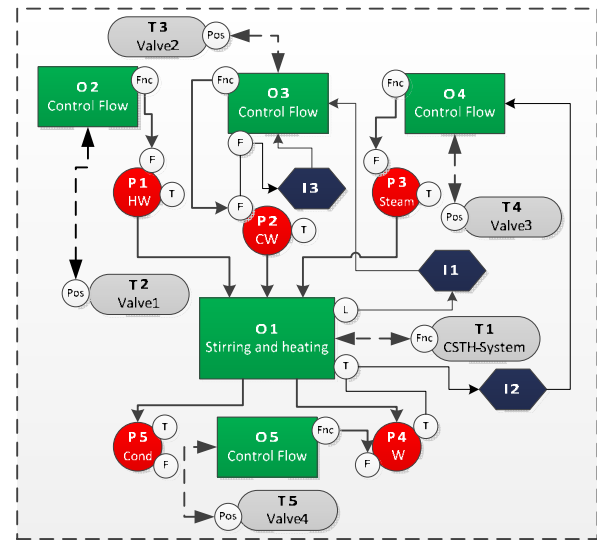 T3
Valve2
Pos
O2
Control Flow
Fnc
Fnc
O3
Control Flow
Fnc
O4
Control Flow
F
F
F
P1
HW
T
I3
P3
Steam
T
F
P2
CW
T
Pos
T4
Valve3
Pos
T2
Valve1
I1
O1
Stirring and heating
L
T
Fnc
T1
CSTH-System
I2
P5
Cond
T
F
O5
Control Flow
Fnc
F
P4
W
T
Pos
T5
Valve4